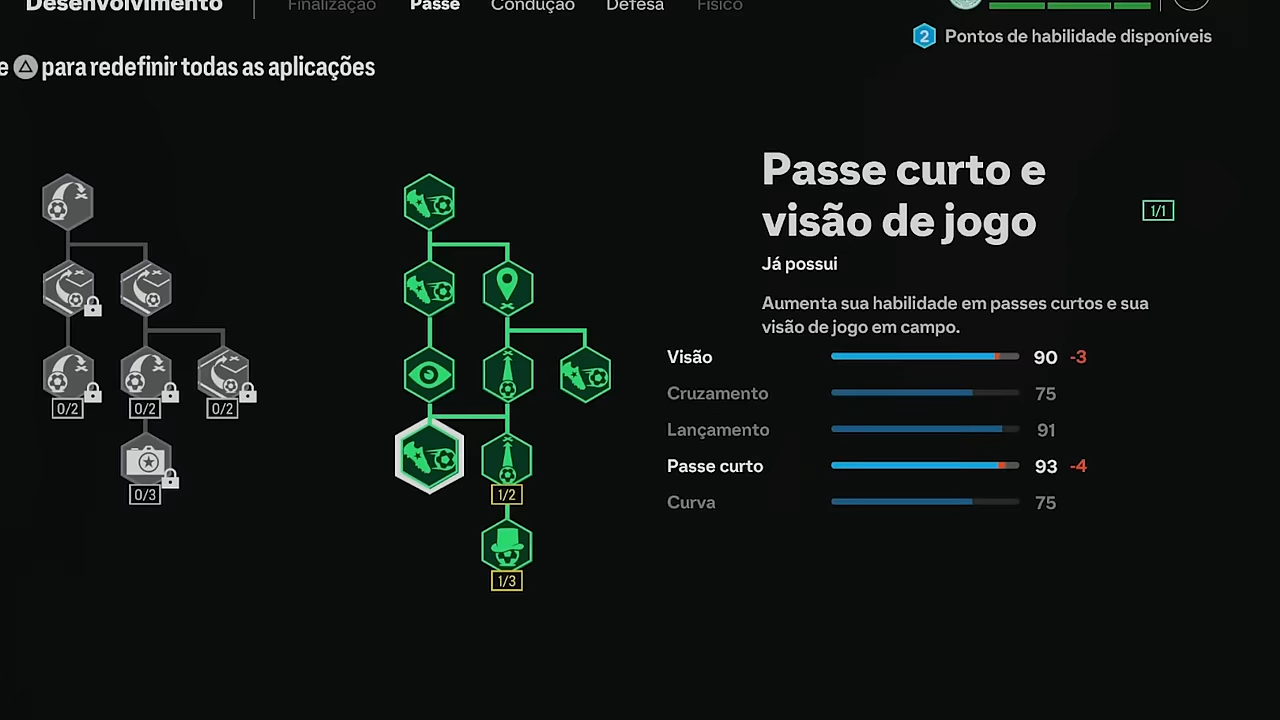 Desenvolvimento
Finalização
Passe
Condução
Defesa
Físico
2 Pontos de habilidade disponíveis
e para redefinir todas as aplicações
Passe curto e
visão de jogo
1/1
Já possui
Aumenta sua habilidade em passes curtos e sua
visão de jogo em campo.
Visão 90 -3
Cruzamento 75
Lançamento 91
Passe curto 93 -4
Curva 75
0/2
0/2
0/2
0/3
1/2
1/3